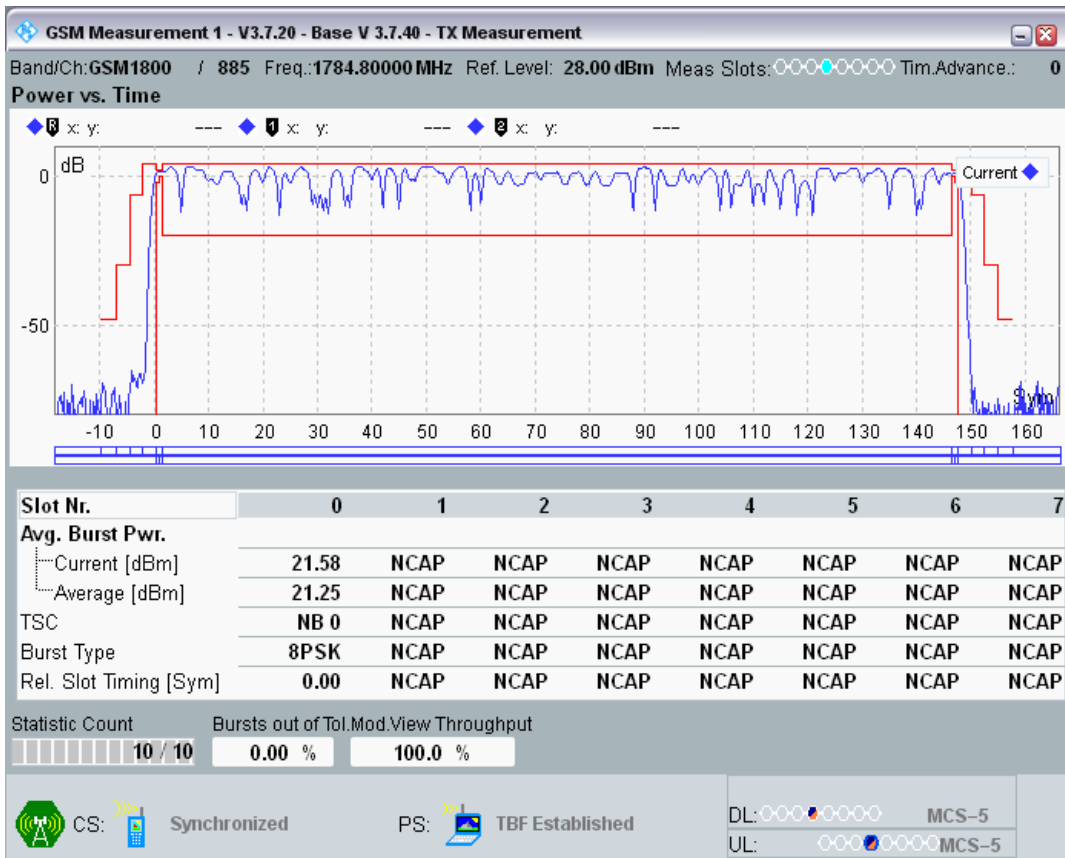 GSM Measurement 1 - V3.7.20 - Base V 3.7.40 - TX Measurement
Band/Ch:GSM1800 / 885 Freq.:1784.80000 MHz Ref. Level: 28.00 dBm Meas Slots: Tim.Advance.: 0
Power vs. Time
R x: y: --- 1 x: y: --- 2 x: y: ---
dB
Current
0
-50
Sym
-10 0 10 20 30 40 50 60 70 80 90 100 110 120 130 140 150 160
Slot Nr. 0 1 2 3 4 5 6 7
Avg. Burst Pwr.
Current [dBm] 21.58 NCAP NCAP NCAP NCAP NCAP NCAP NCAP
Average [dBm] 21.25 NCAP NCAP NCAP NCAP NCAP NCAP NCAP
TSC NB 0 NCAP NCAP NCAP NCAP NCAP NCAP NCAP
Burst Type 8PSK NCAP NCAP NCAP NCAP NCAP NCAP NCAP
Rel. Slot Timing [Sym] 0.00 NCAP NCAP NCAP NCAP NCAP NCAP NCAP
Statistic Count Bursts out of Tol.Mod.View Throughput
10 / 10 0.00 % 100.0 %
CS: Synchronized PS: TBF Established
DL: MCS-5
UL: MCS-5